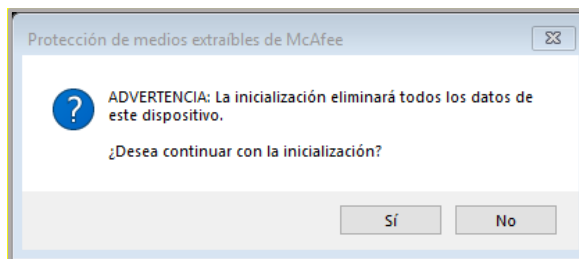 Protección de medios extraíbles de McAfee
ADVERTENCIA: La inicialización eliminará todos los datos de
este dispositivo.
¿Desea continuar con la inicialización?
Sí
No